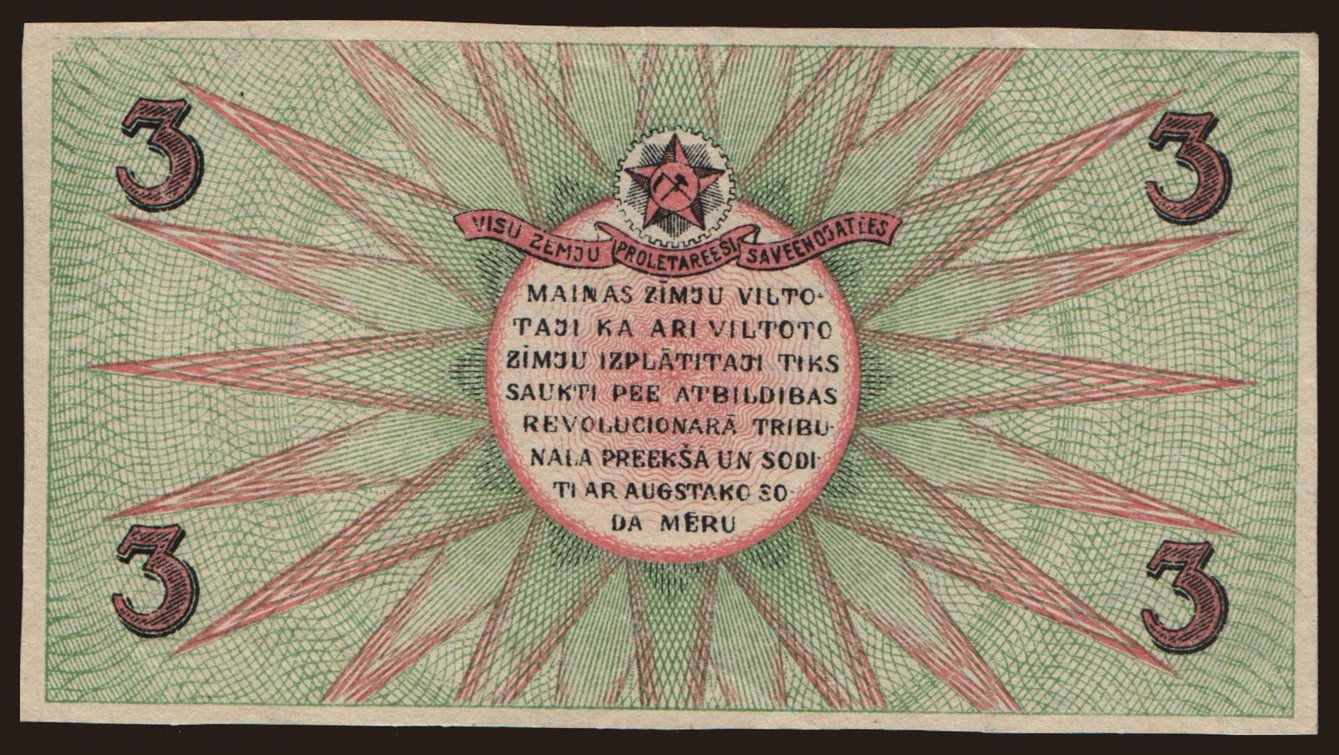 3 3
VISU ZEMJU PROLETAREESI SAVEENOJATEES
MAINAS ZĪMJU VILTO-
TAJI KA ARI VILTOTO
ZĪMJU IZPLĀTITAJI TIKS
SAUKTI PEE ATBILDIBAS
REVOLUCIONARĀ TRIBU-
NALA PREEKŠĀ UN SODI-
TI AR AUGSTAKO SO-
DA MĒRU
3 3